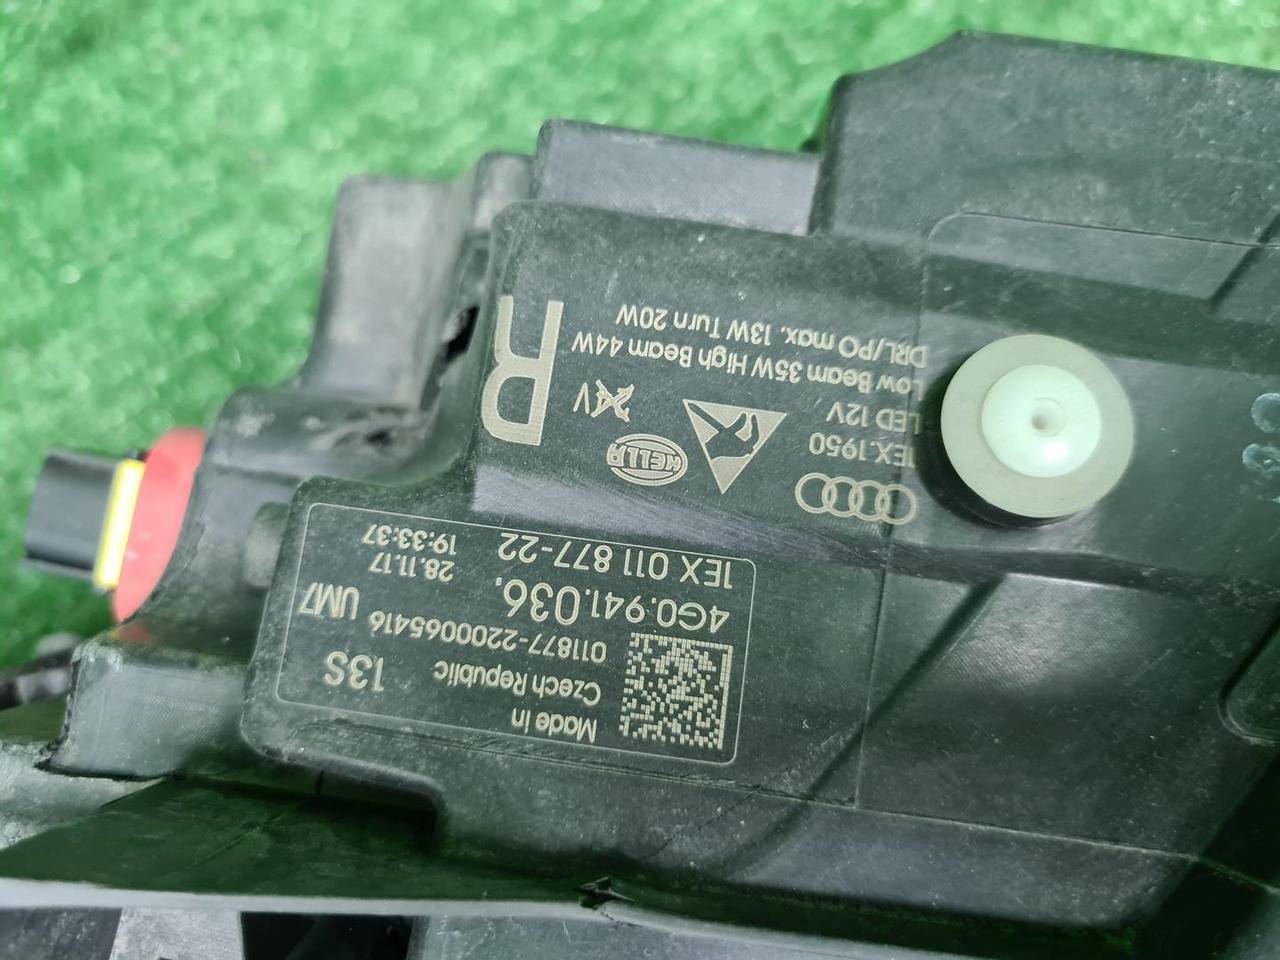 Made in
Czech Republic
13S
011877-2200065416 UM7
4G0.941.036.
28.11.17
19:33:37
1EX 011 877-22
HELLA
1EX.1950
LED 12V
24V
Low Beam 35W High Beam 44W
DRL/PO max. 13W Turn 20W
R